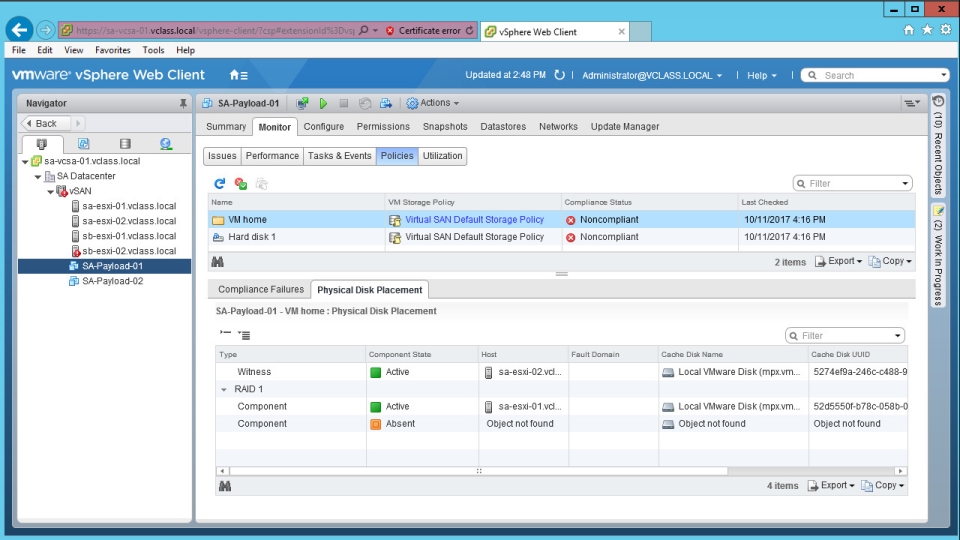 https://sa-vcsa-01.vclass.local/vsphere-client/?csp#extensionId%3Dvsp Certificate error vSphere Web Client
File Edit View Favorites Tools Help
vmware® vSphere Web Client Updated at 2:48 PM Administrator@VCLASS.LOCAL Help Search
Navigator SA-Payload-01 Actions
Back Summary Monitor Configure Permissions Snapshots Datastores Networks Update Manager
Issues Performance Tasks & Events Policies Utilization
sa-vcsa-01.vclass.local
SA Datacenter
vSAN
sa-esxi-01.vclass.local
sa-esxi-02.vclass.local
sb-esxi-01.vclass.local
sb-esxi-02.vclass.local
SA-Payload-01
SA-Payload-02
Filter
Name VM Storage Policy Compliance Status Last Checked
VM home Virtual SAN Default Storage Policy Noncompliant 10/11/2017 4:16 PM
Hard disk 1 Virtual SAN Default Storage Policy Noncompliant 10/11/2017 4:16 PM
2 items Export Copy
Compliance Failures Physical Disk Placement
SA-Payload-01 - VM home : Physical Disk Placement
Filter
Type Component State Host Fault Domain Cache Disk Name Cache Disk UUID
Witness Active sa-esxi-02.vcl... Local VMware Disk (mpx.vm... 5274ef9a-246c-c488-9
RAID 1
Component Active sa-esxi-01.vcl... Local VMware Disk (mpx.vm... 52d5550f-b78c-058b-0
Component Absent Object not found Object not found Object not found
4 items Export Copy
(10) Recent Objects
(2) Work In Progress